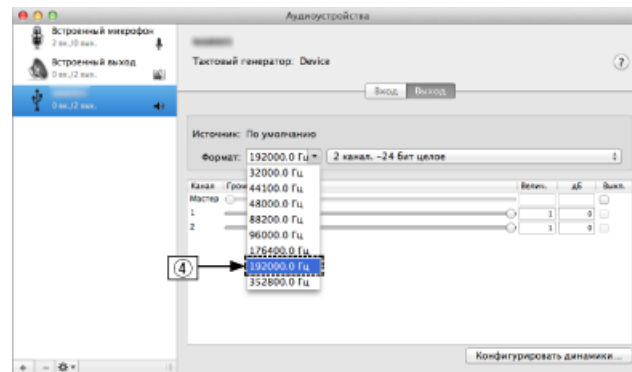 Аудиоустройства
Встроенный микрофон
2 вх./0 вых.
Встроенный выход
0 вх./2 вых.
0 вх./2 вых.
Тактовый генератор: Device
?
Вход Выход
Источник: По умолчанию
Формат: 192000.0 Гц 2 канал. -24 бит целое
32000.0 Гц
44100.0 Гц
48000.0 Гц
88200.0 Гц
96000.0 Гц
176400.0 Гц
192000.0 Гц
352800.0 Гц
④
Канал Гром Велич. дБ Выкл.
Мастер
1 1 0
2 1 0
+ -
Конфигурировать динамики...